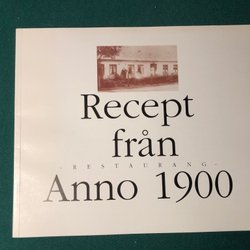 Recept
från
- RESTAURANG -
Anno 1900